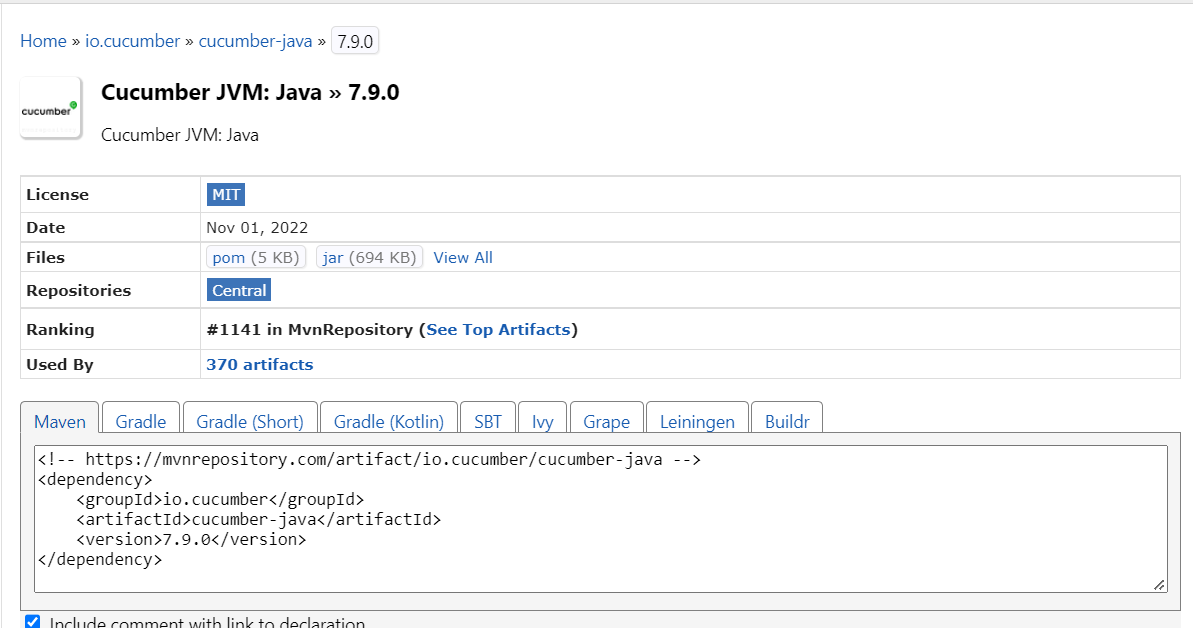 Home » io.cucumber » cucumber-java » 7.9.0
cucumber
Cucumber JVM: Java » 7.9.0
Cucumber JVM: Java
License MIT
Date Nov 01, 2022
Files pom (5 KB) jar (694 KB) View All
Repositories Central
Ranking #1141 in MvnRepository (See Top Artifacts)
Used By 370 artifacts
Maven Gradle Gradle (Short) Gradle (Kotlin) SBT Ivy Grape Leiningen Buildr
<!-- https://mvnrepository.com/artifact/io.cucumber/cucumber-java -->
<dependency>
    <groupId>io.cucumber</groupId>
    <artifactId>cucumber-java</artifactId>
    <version>7.9.0</version>
</dependency>
Include comment with link to declaration